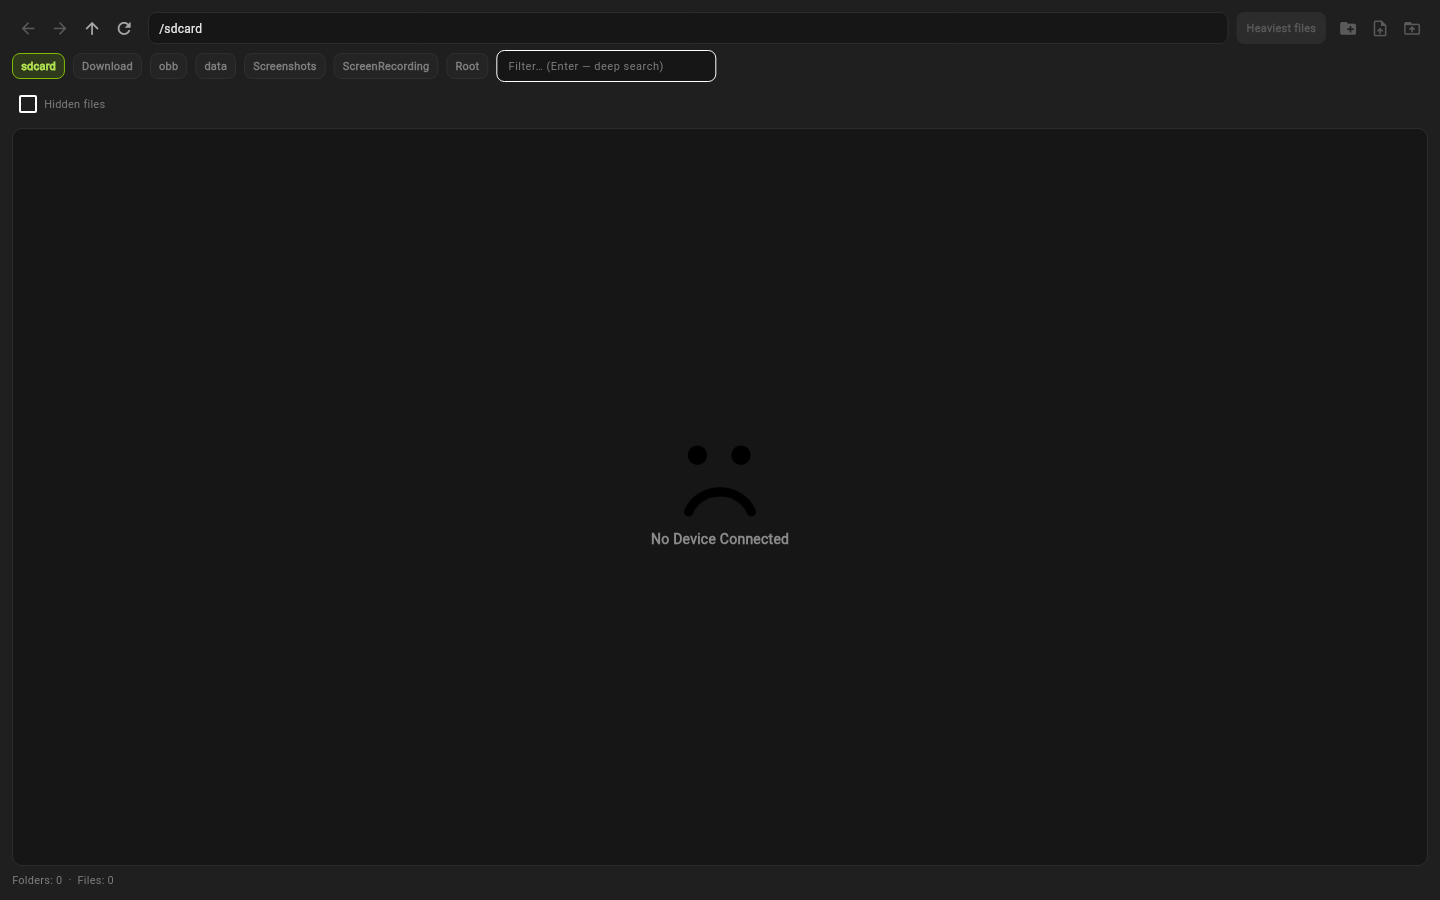 /sdcard
Heaviest files
sdcard Download obb data Screenshots ScreenRecording Root Filter... (Enter — deep search)
Hidden files
No Device Connected
Folders: 0 · Files: 0